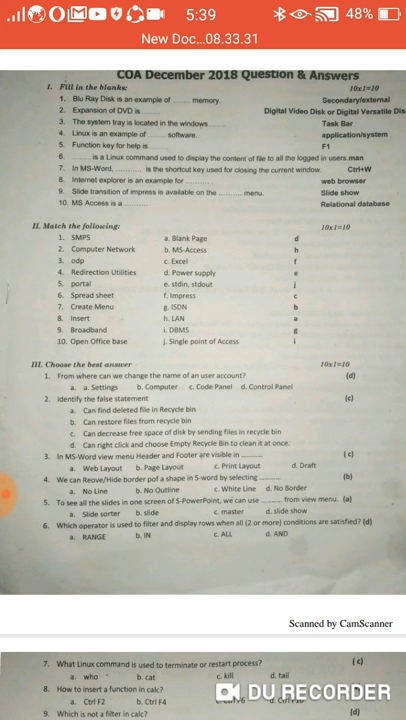 5:39
48%
New Doc...08.33.31
COA December 2018 Question & Answers
I. Fill in the blanks: 10x1=10
1. Blu Ray Disk is an example of ........ memory. Secondary/external
2. Expansion of DVD is ....... Digital Video Disk or Digital Versatile Dis
3. The system tray is located in the windows ....... Task Bar
4. Linux is an example of ....... software. application/system
5. Function key for help is ....... F1
6. ........ is a Linux command used to display the content of file to all the logged in users. man
7. In MS-Word, ............ is the shortcut key used for closing the current window. Ctrl+W
8. Internet explorer is an example for ........... web browser
9. Slide transition of impress is available on the ........... menu. Slide show
10. MS Access is a ........... Relational database
II. Match the following: 10x1=10
1. SMPS a. Blank Page d
2. Computer Network b. MS-Access h
3. odp c. Excel f
4. Redirection Utilities d. Power supply e
5. portal e. stdin, stdout j
6. Spread sheet f. Impress c
7. Create Menu g. ISDN b
8. Insert h. LAN a
9. Broadband i. DBMS g
10. Open Office base j. Single point of Access i
III. Choose the best answer 10x1=10
1. From where can we change the name of an user account? (d)
a. a. Settings b. Computer c. Code Panel d. Control Panel
2. Identify the false statement (c)
a. Can find deleted file in Recycle bin
b. Can restore files from recycle bin
c. Can decrease free space of disk by sending files in recycle bin
d. Can right click and choose Empty Recycle Bin to clean it at once.
3. In MS-Word view menu Header and Footer are visible in .......... (c)
a. Web Layout b. Page Layout c. Print Layout d. Draft
4. We can Reove/Hide border pof a shape in S-word by selecting .......... (b)
a. No Line b. No Outline c. White Line d. No Border
5. To see all the slides in one screen of S-PowerPoint, we can use .......... from view menu. (a)
a. Slide sorter b. slide c. master d. slide show
6. Which operator is used to filter and display rows when all (2 or more) conditions are satisfied? (d)
a. RANGE b. IN c. ALL d. AND
Scanned by CamScanner
7. What Linux command is used to terminate or restart process? (c)
a. who b. cat c. kill d. tail
8. How to insert a function in calc?
a. Ctrl F2 b. Ctrl F4
DU RECORDER
9. Which is not a filter in calc? (d)